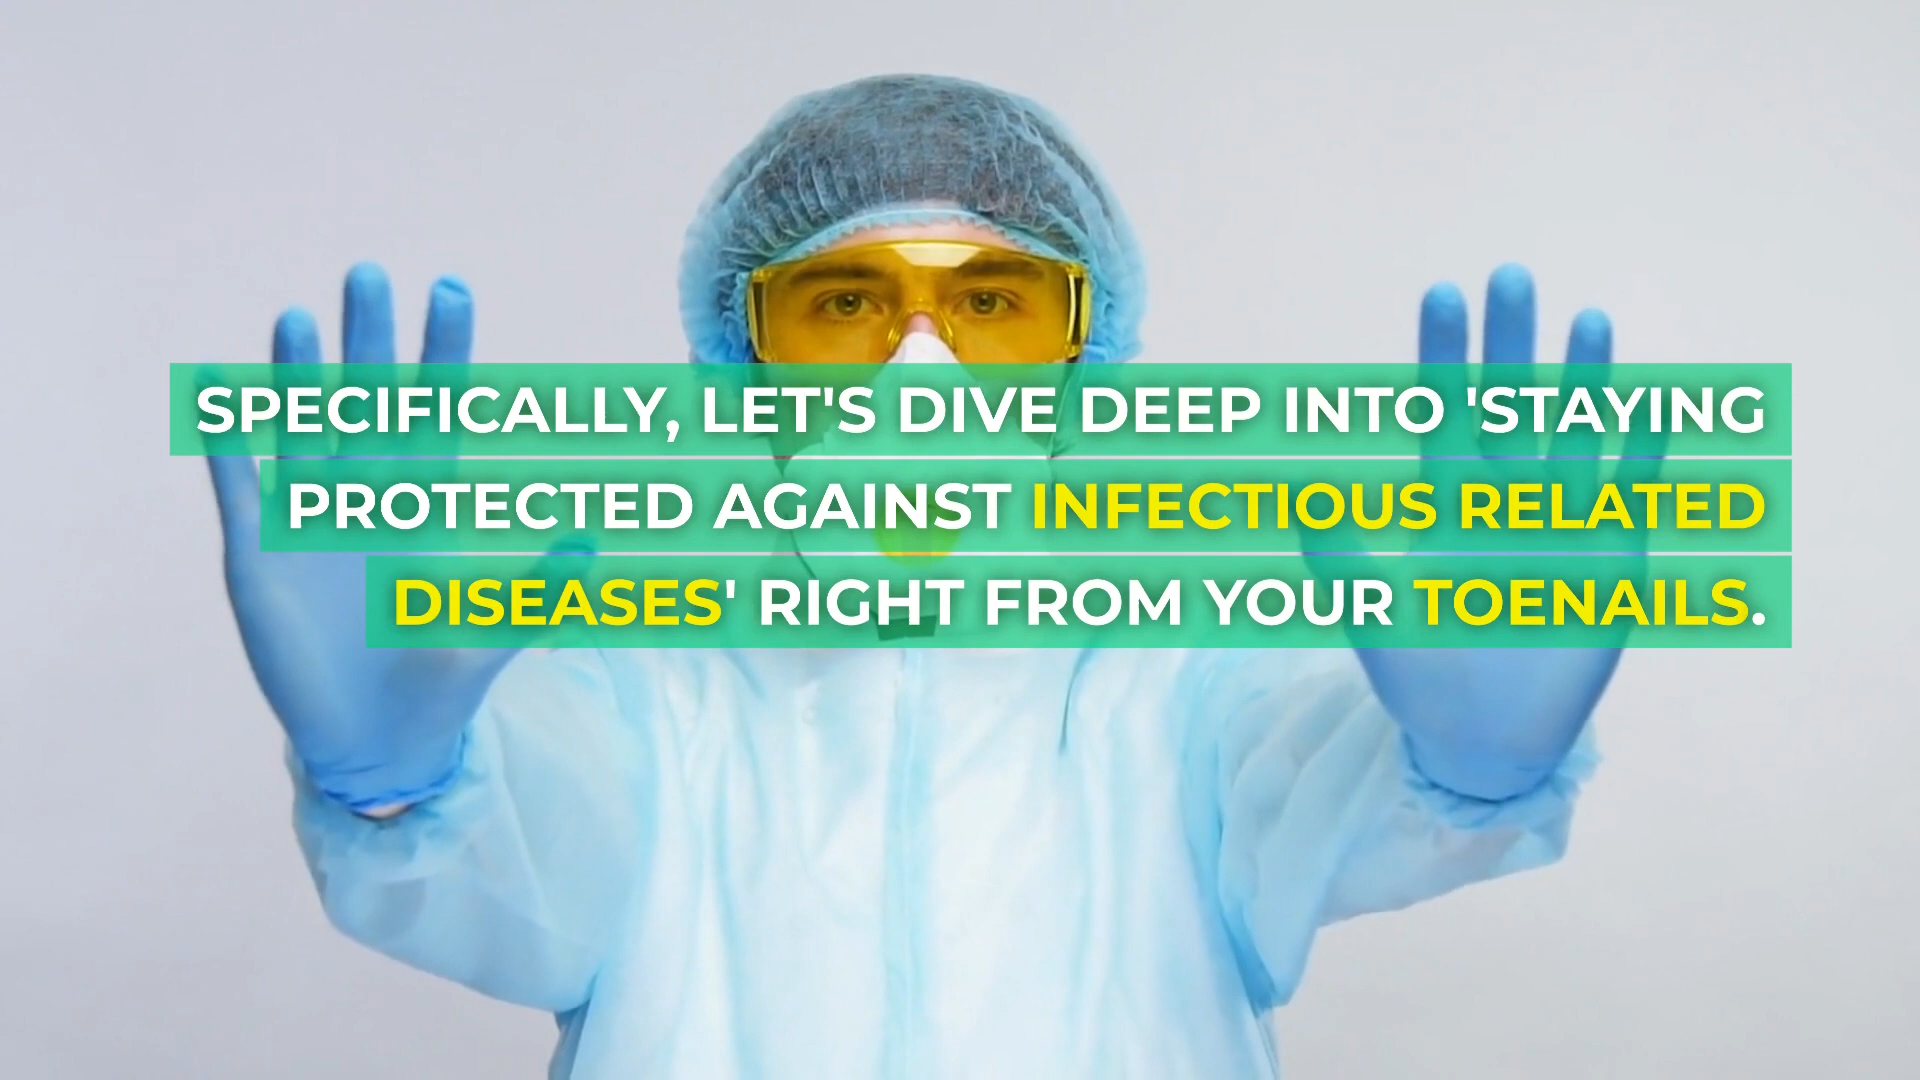 SPECIFICALLY, LET'S DIVE DEEP INTO 'STAYING
PROTECTED AGAINST INFECTIOUS RELATED
DISEASES' RIGHT FROM YOUR TOENAILS.